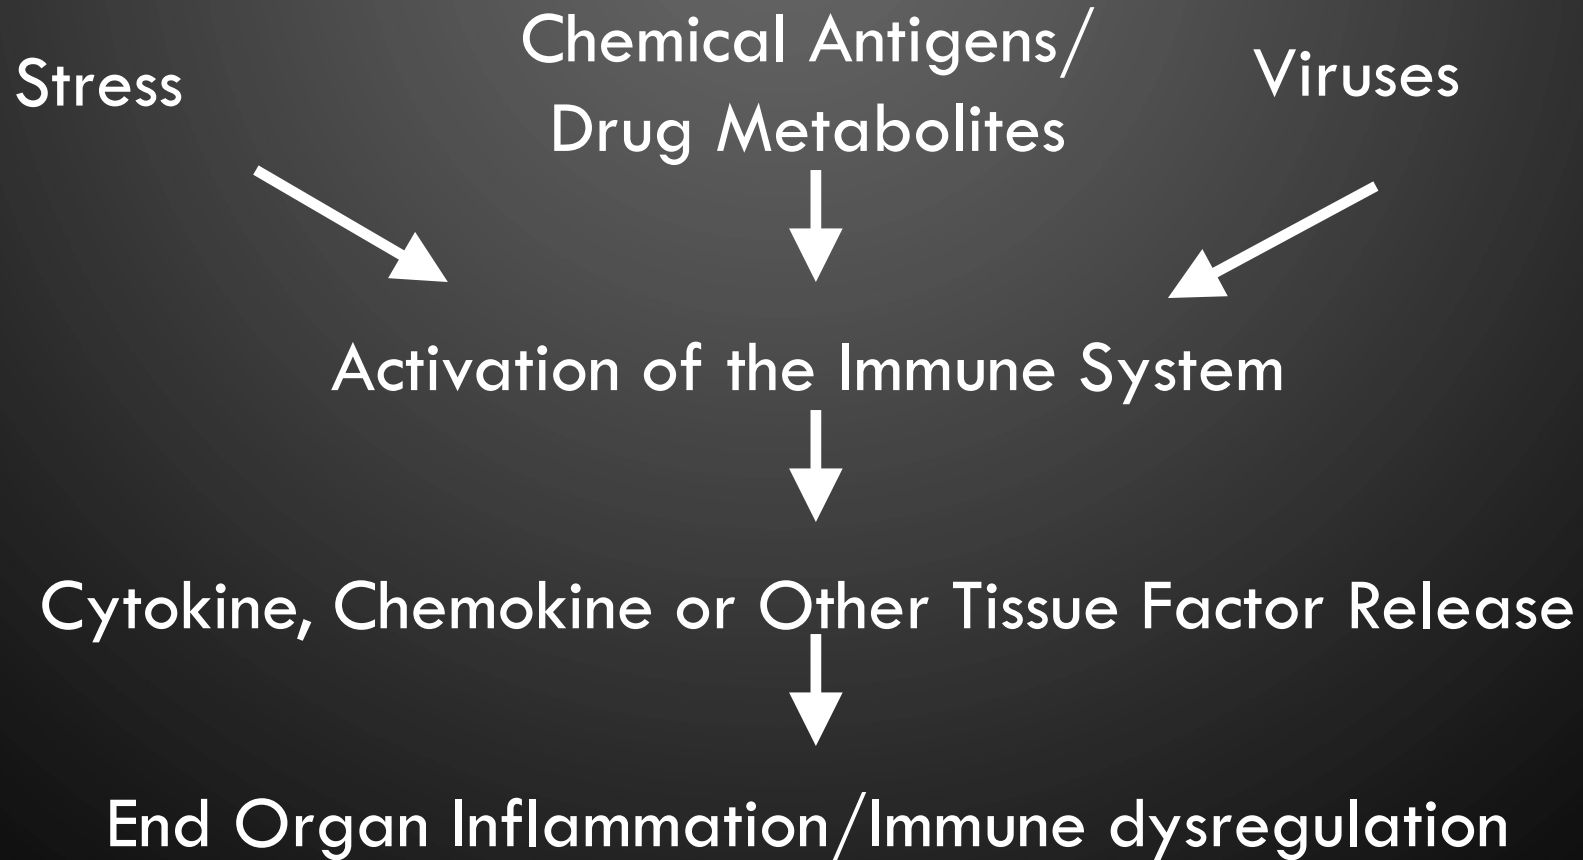 Stress
Chemical Antigens/
Drug Metabolites
Viruses
Activation of the Immune System
Cytokine, Chemokine or Other Tissue Factor Release
End Organ Inflammation/Immune dysregulation